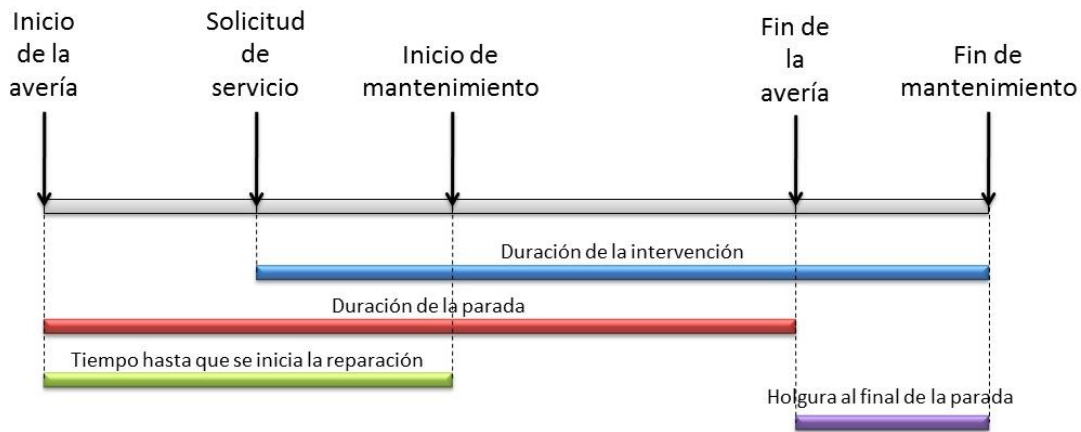 Inicio
de la
avería
Solicitud
de
servicio
Inicio de
mantenimiento
Fin de
la
avería
Fin de
mantenimiento
Duración de la intervención
Duración de la parada
Tiempo hasta que se inicia la reparación
Holgura al final de la parada